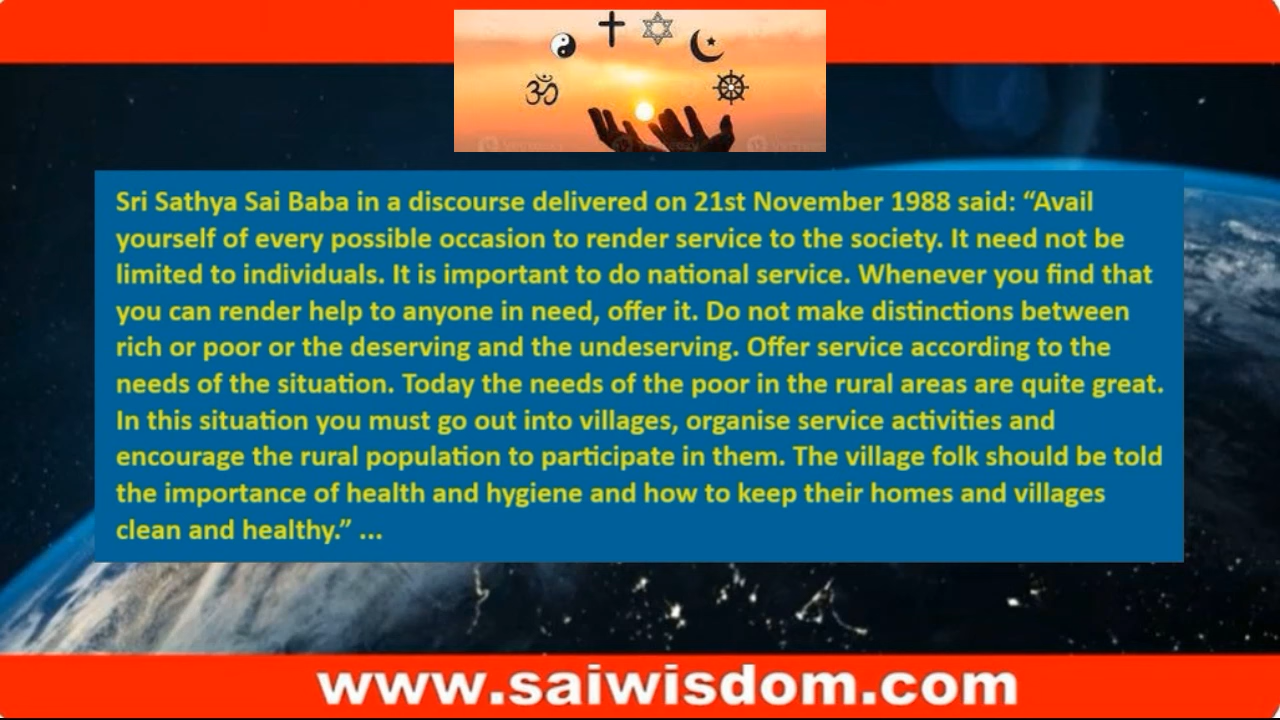 Sri Sathya Sai Baba in a discourse delivered on 21st November 1988 said: “Avail
yourself of every possible occasion to render service to the society. It need not be
limited to individuals. It is important to do national service. Whenever you find that
you can render help to anyone in need, offer it. Do not make distinctions between
rich or poor or the deserving and the undeserving. Offer service according to the
needs of the situation. Today the needs of the poor in the rural areas are quite great.
In this situation you must go out into villages, organise service activities and
encourage the rural population to participate in them. The village folk should be told
the importance of health and hygiene and how to keep their homes and villages
clean and healthy.” ...
www.saiwisdom.com